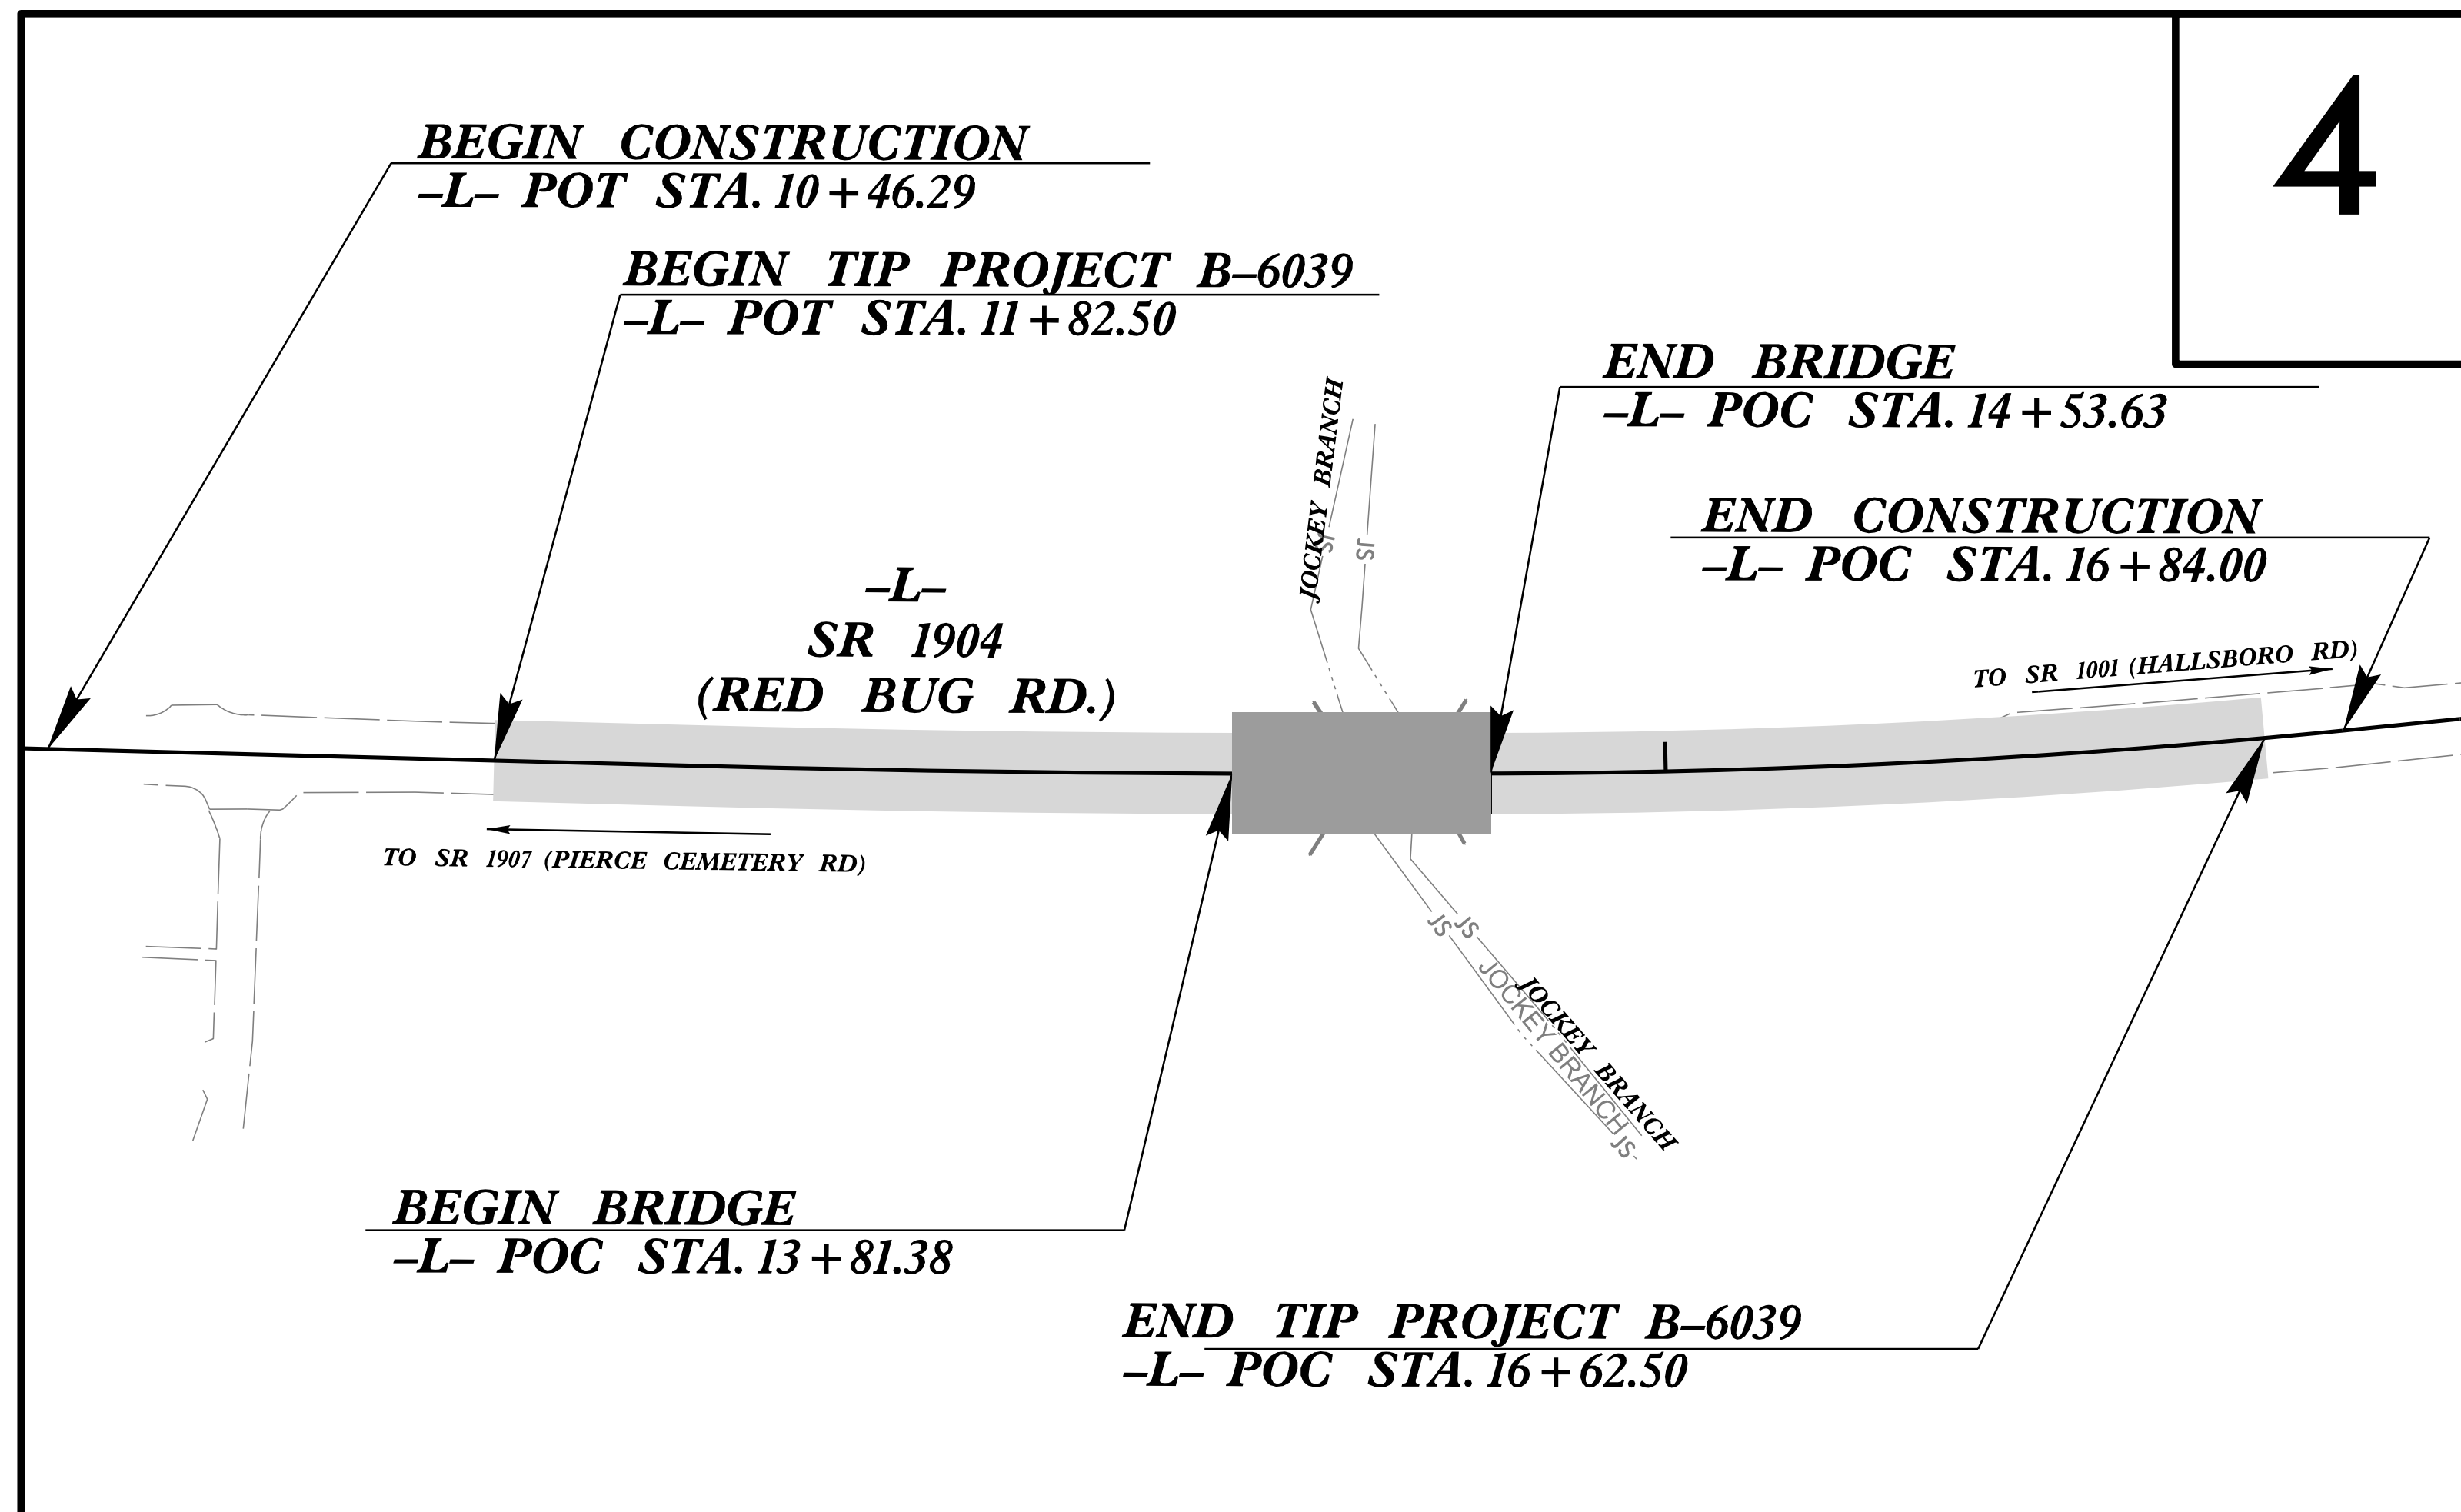 4
BEGIN CONSTRUCTION
-L- POT STA. 10+46.29
BEGIN TIP PROJECT B-6039
-L- POT STA. 11+82.50
END BRIDGE
-L- POC STA. 14+53.63
JOCKEY BRANCH
JS
JS
END CONSTRUCTION
-L- POC STA. 16+84.00
-L-
SR 1904
(RED BUG RD.)
TO SR 1001 (HALLSBORO RD)
TO SR 1907 (PIERCE CEMETERY RD)
JS
JS
JOCKEY BRANCH
JOCKEY BRANCH
JS
BEGIN BRIDGE
-L- POC STA. 13+81.38
END TIP PROJECT B-6039
-L- POC STA. 16+62.50